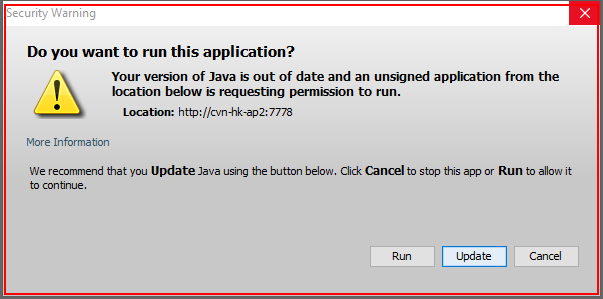 Security Warning
Do you want to run this application?
Your version of Java is out of date and an unsigned application from the
location below is requesting permission to run.
Location: http://cvn-hk-ap2:7778
More Information
We recommend that you Update Java using the button below. Click Cancel to stop this app or Run to allow it
to continue.
Run Update Cancel